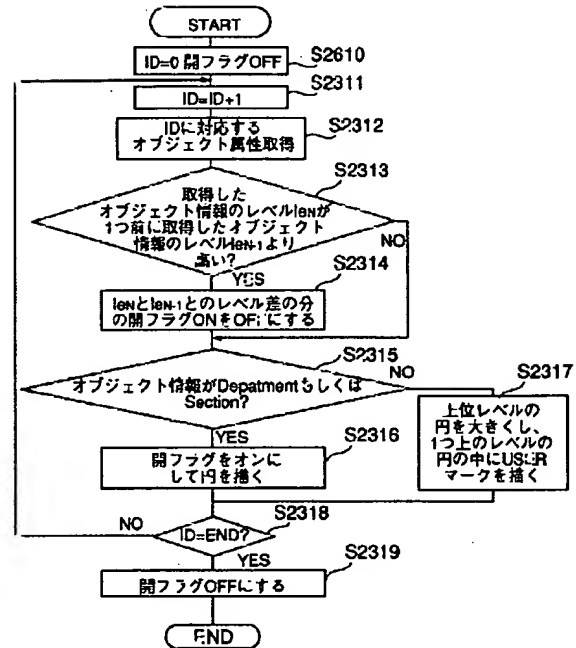 START
S2610
ID=0 開フラグOFF
S2311
ID=ID+1
S2312
IDに対応する
オブジェクト属性取得
S2313
取得した
オブジェクト情報のレベルleNが
1つ前に取得したオブジェクト
情報のレベルleN-1より
高い?
NO
YES
S2314
leNとleN-1とのレベル差の分
の開フラグONをOFFにする
S2315
オブジェクト情報がDepatmentもしくは
Section?
NO
YES
S2317
上位レベルの
円を大きくし、
1つ上のレベルの
円の中にUSER
マークを描く
S2316
開フラグをオンに
して円を描く
S2318
ID=END?
NO
YES
S2319
開フラグOFFにする
END